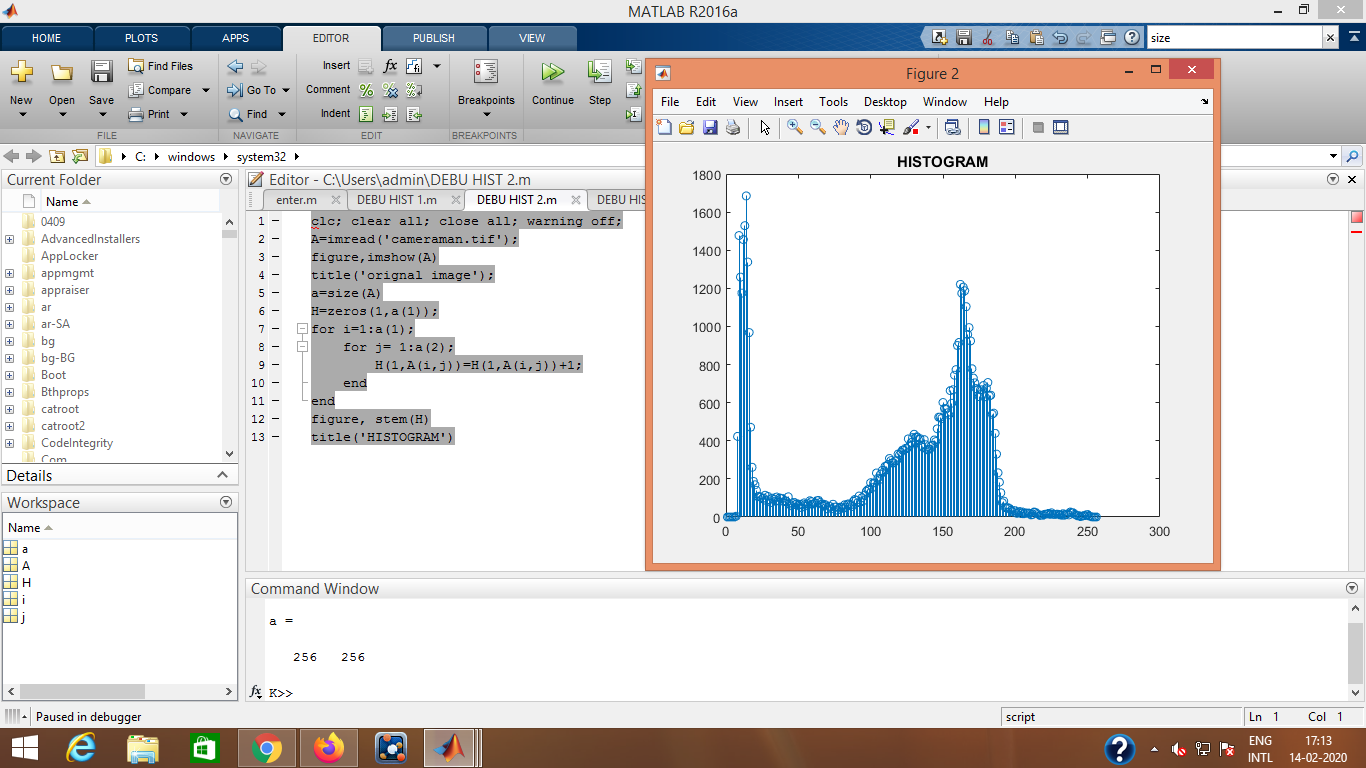 MATLAB R2016a
HOME PLOTS APPS EDITOR PUBLISH VIEW
size
New Open Save
Find Files
Compare
Print
FILE
Go To
Find
NAVIGATE
Insert fx
Comment
Indent
EDIT
Breakpoints
BREAKPOINTS
Continue Step
C: windows system32
Current Folder
Name
0409
AdvancedInstallers
AppLocker
appmgmt
appraiser
ar
ar-SA
bg
bg-BG
Boot
Bthprops
catroot
catroot2
CodeIntegrity
Com
Details
Workspace
Name
a
A
H
i
j
Editor - C:\Users\admin\DEBU HIST 2.m
enter.m DEBU HIST 1.m DEBU HIST 2.m DEBU HIS
1 clc; clear all; close all; warning off;
2 A=imread('cameraman.tif');
3 figure,imshow(A)
4 title('orignal image');
5 a=size(A)
6 H=zeros(1,a(1));
7 for i=1:a(1);
8 for j= 1:a(2);
9 H(1,A(i,j))=H(1,A(i,j))+1;
10 end
11 end
12 figure, stem(H)
13 title('HISTOGRAM')
Figure 2
File Edit View Insert Tools Desktop Window Help
HISTOGRAM
1800
1600
1400
1200
1000
800
600
400
200
0
0 50 100 150 200 250 300
Command Window
a =
256 256
fx K>>
Paused in debugger
script
Ln 1 Col 1
ENG
INTL
17:13
14-02-2020